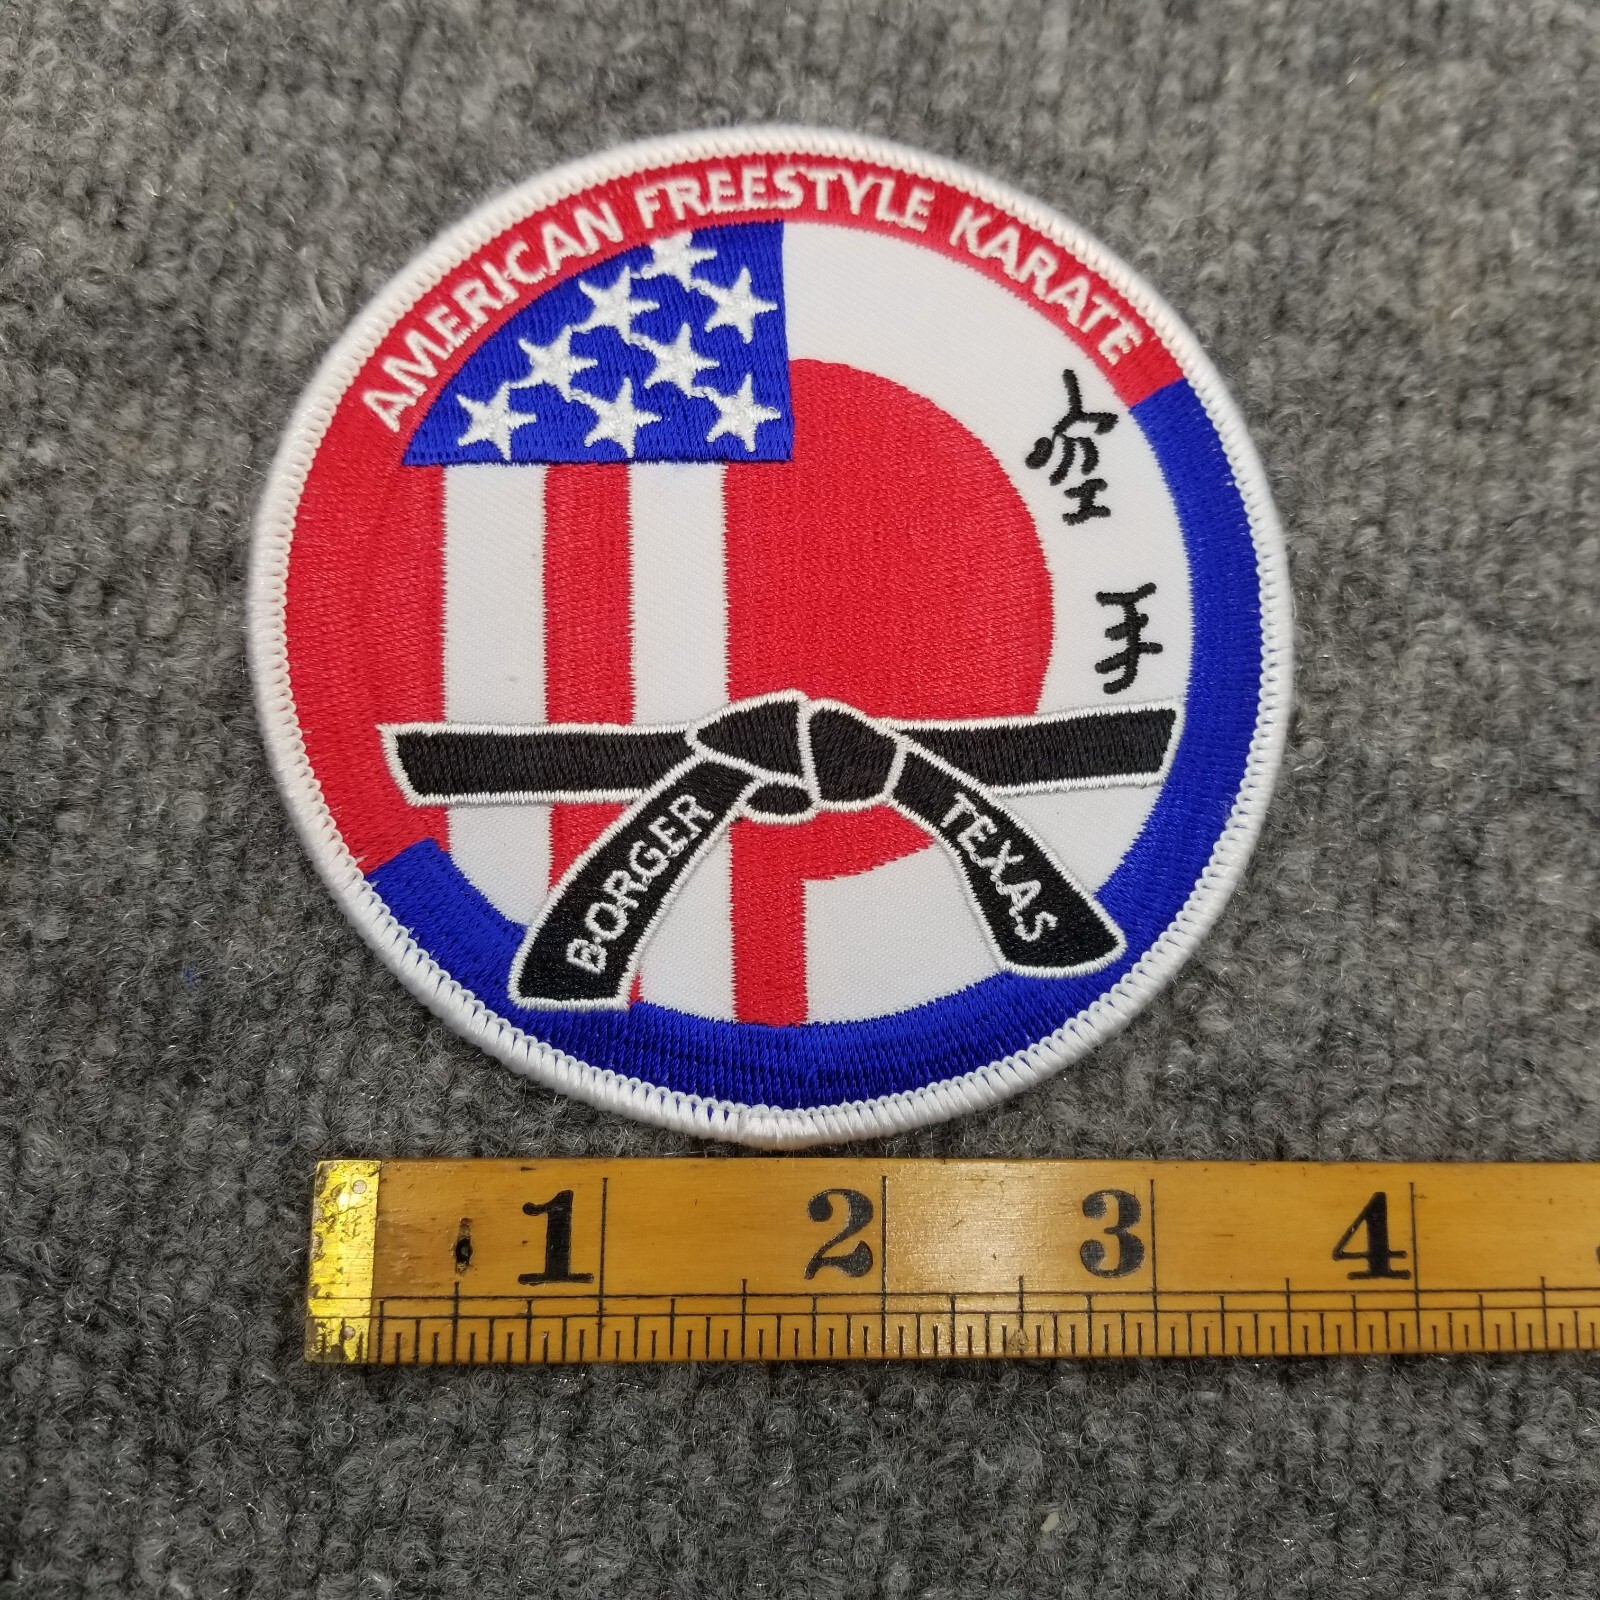 AMERICAN FREESTYLE KARATE
空手
BORGER
TEXAS
1 2 3 4